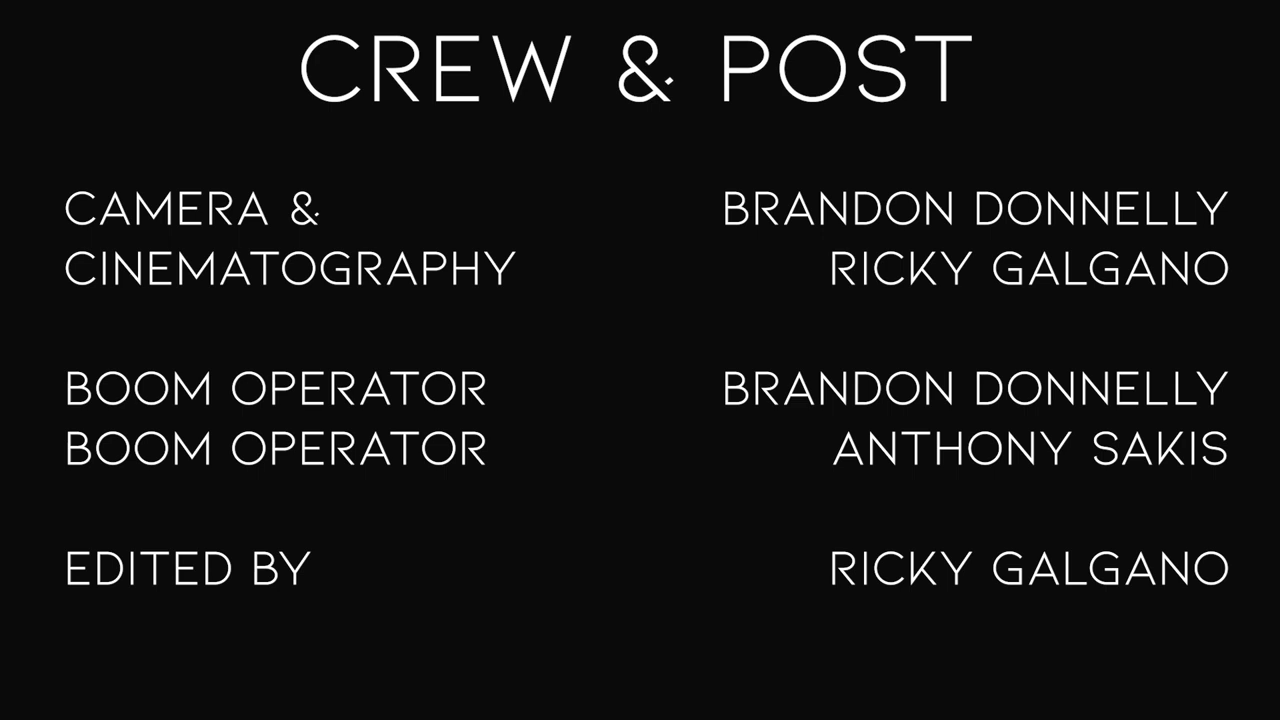 CREW & POST
CAMERA & BRANDON DONNELLY
CINEMATOGRAPHY RICKY GALGANO
BOOM OPERATOR BRANDON DONNELLY
BOOM OPERATOR ANTHONY SAKIS
EDITED BY RICKY GALGANO